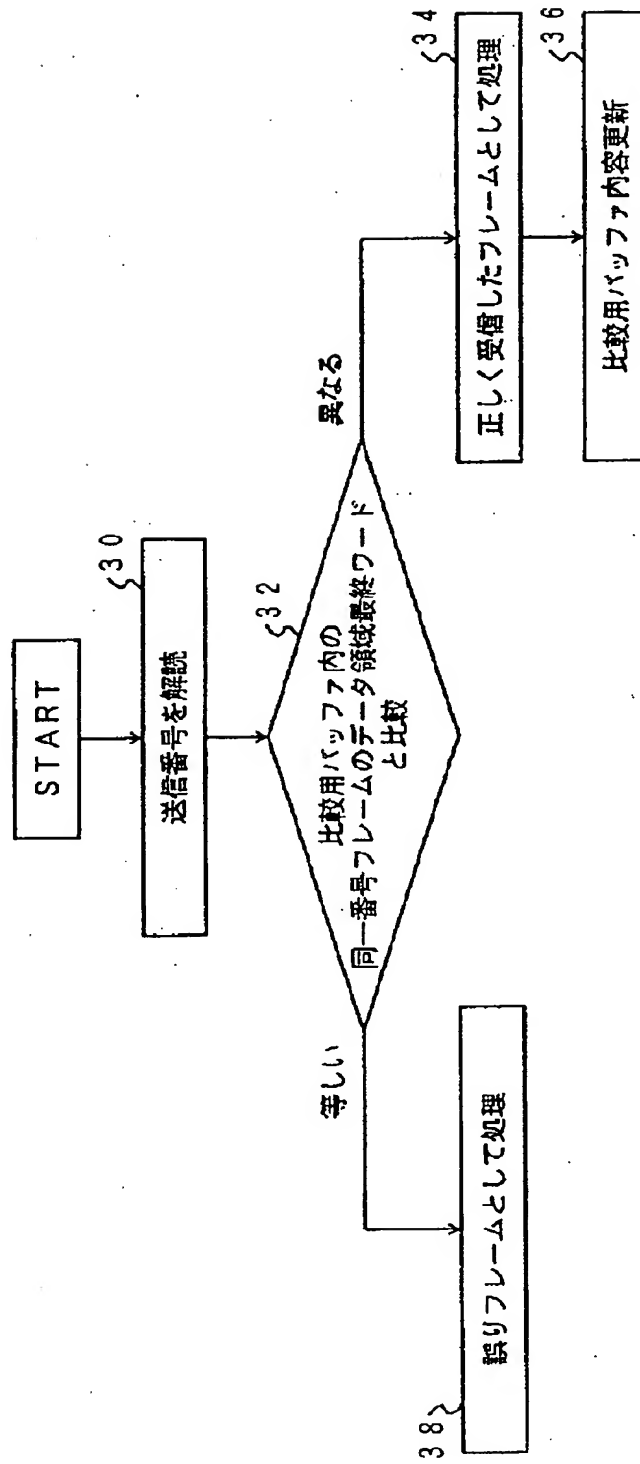 START
30
送信番号を解読
32
比較用バッファ内の
同一番号フレームのデータ領域最終ワード
と比較
等しい
異なる
38
誤りフレームとして処理
34
正しく受信したフレームとして処理
36
比較用バッファ内容更新